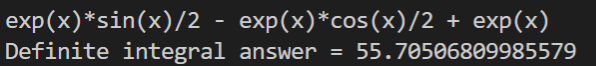 exp(x)*sin(x)/2 - exp(x)*cos(x)/2 + exp(x)
Definite integral answer = 55.70506809985579